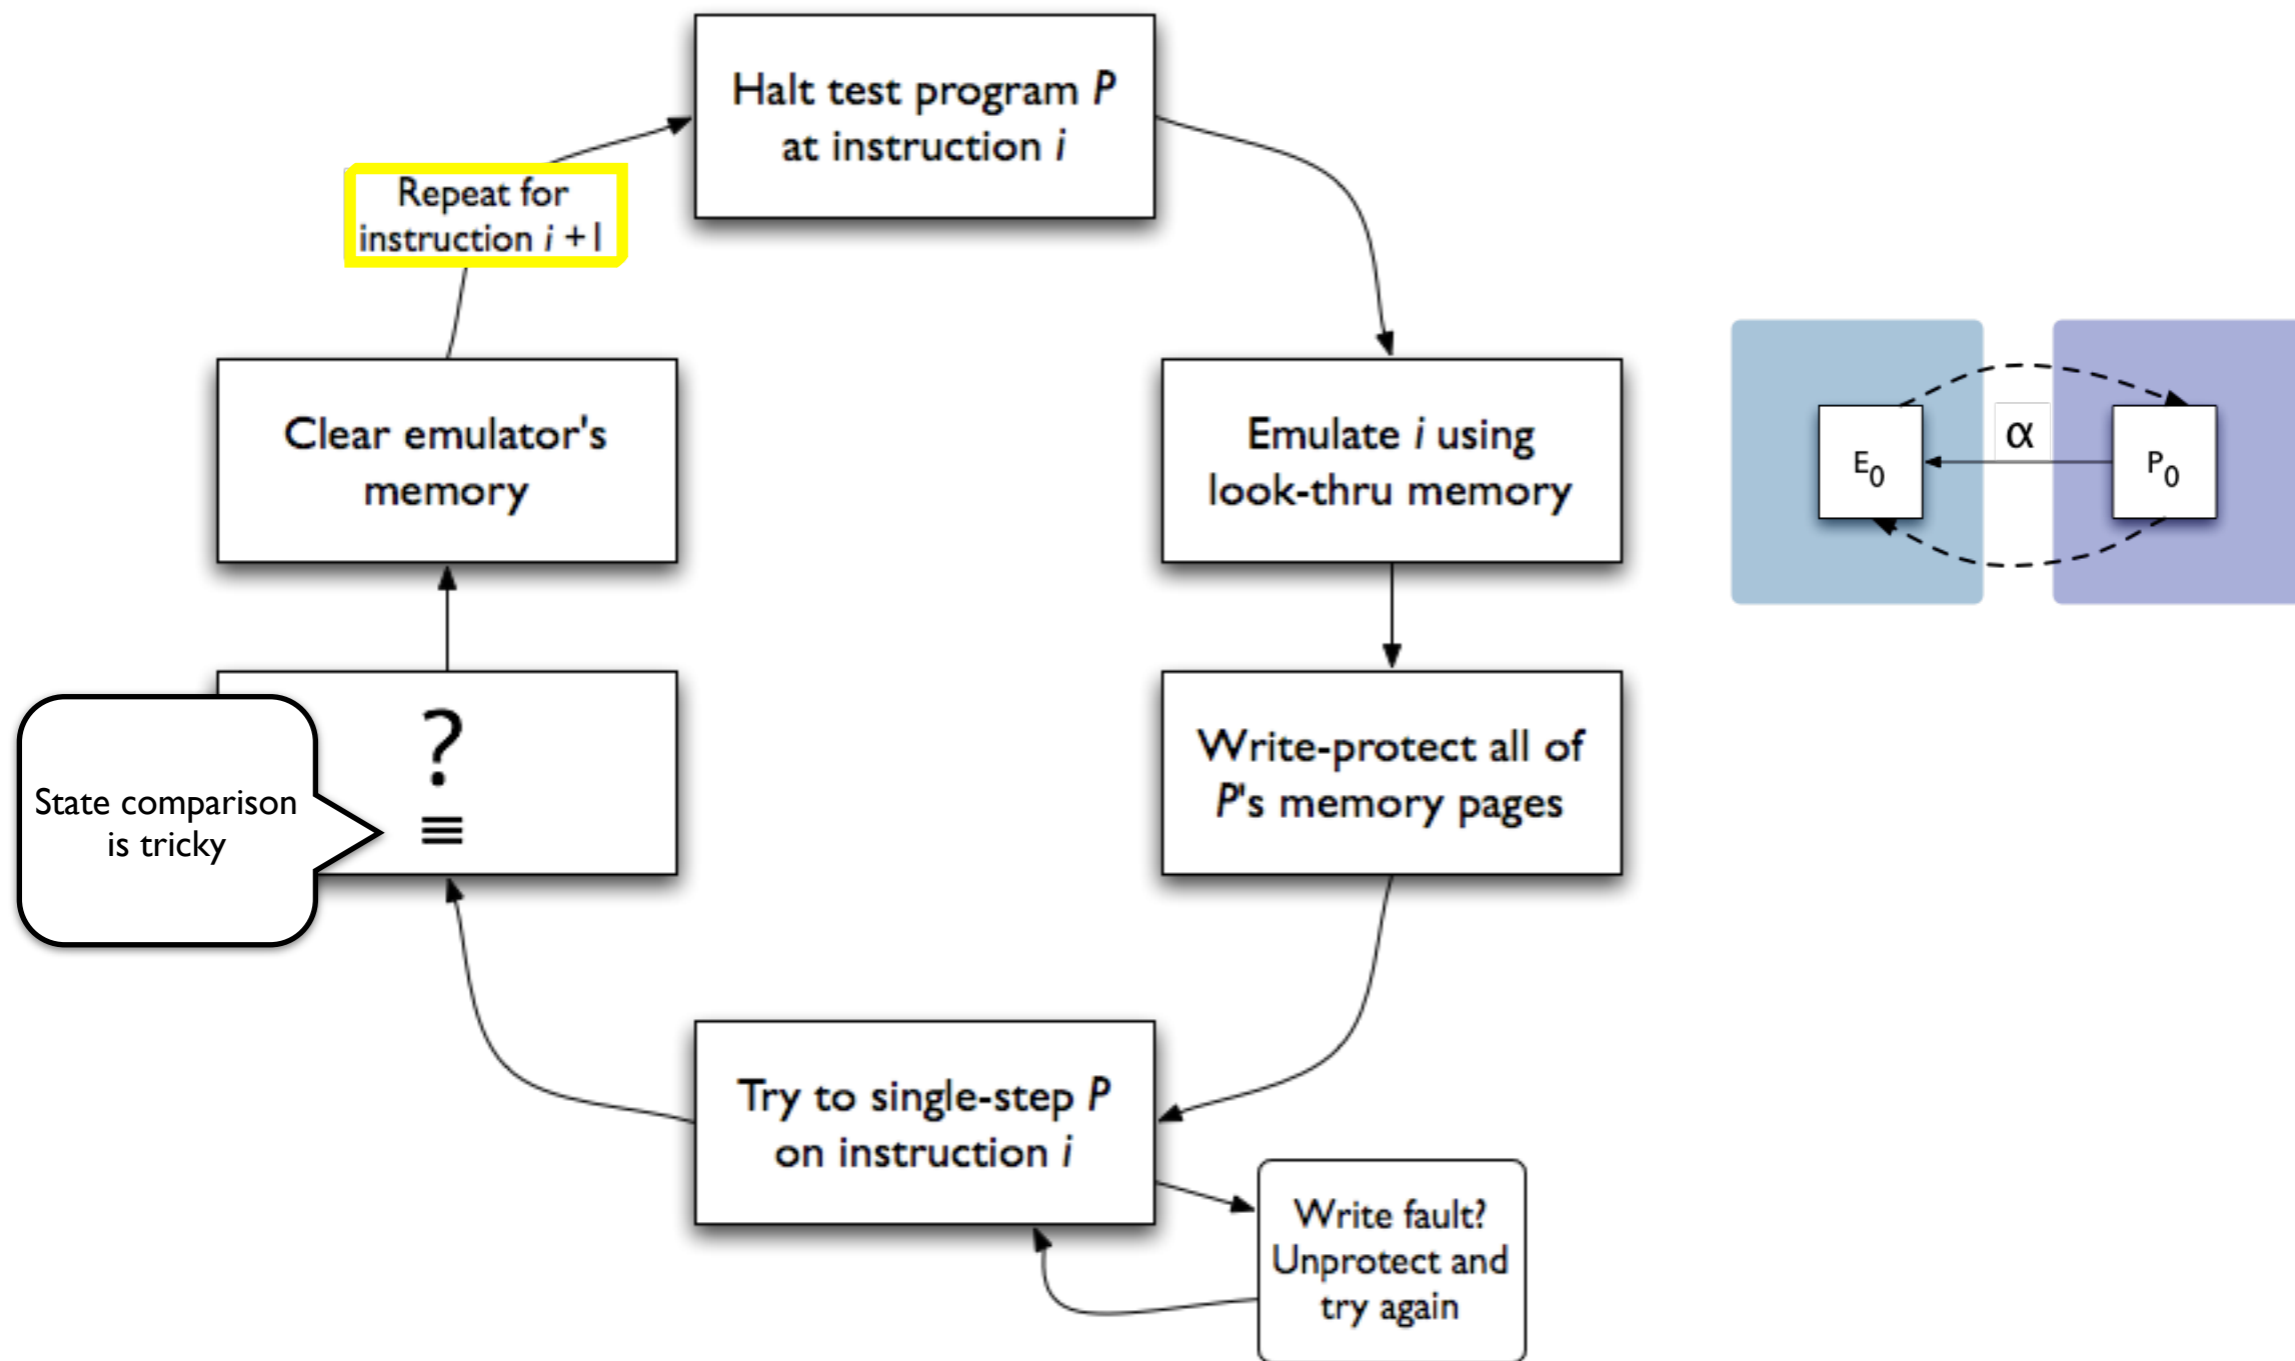 Halt test program P
at instruction i
Repeat for
instruction i +1
Clear emulator's
memory
Emulate i using
look-thru memory
E0
α
P0
?
≡
State comparison
is tricky
Write-protect all of
P's memory pages
Try to single-step P
on instruction i
Write fault?
Unprotect and
try again